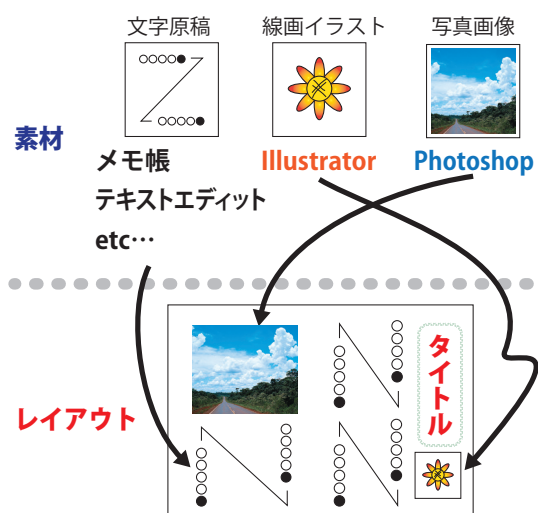 文字原稿
線画イラスト
写真画像
素材
メモ帳
テキストエディット
etc…
Illustrator
Photoshop
レイアウト
タイトル